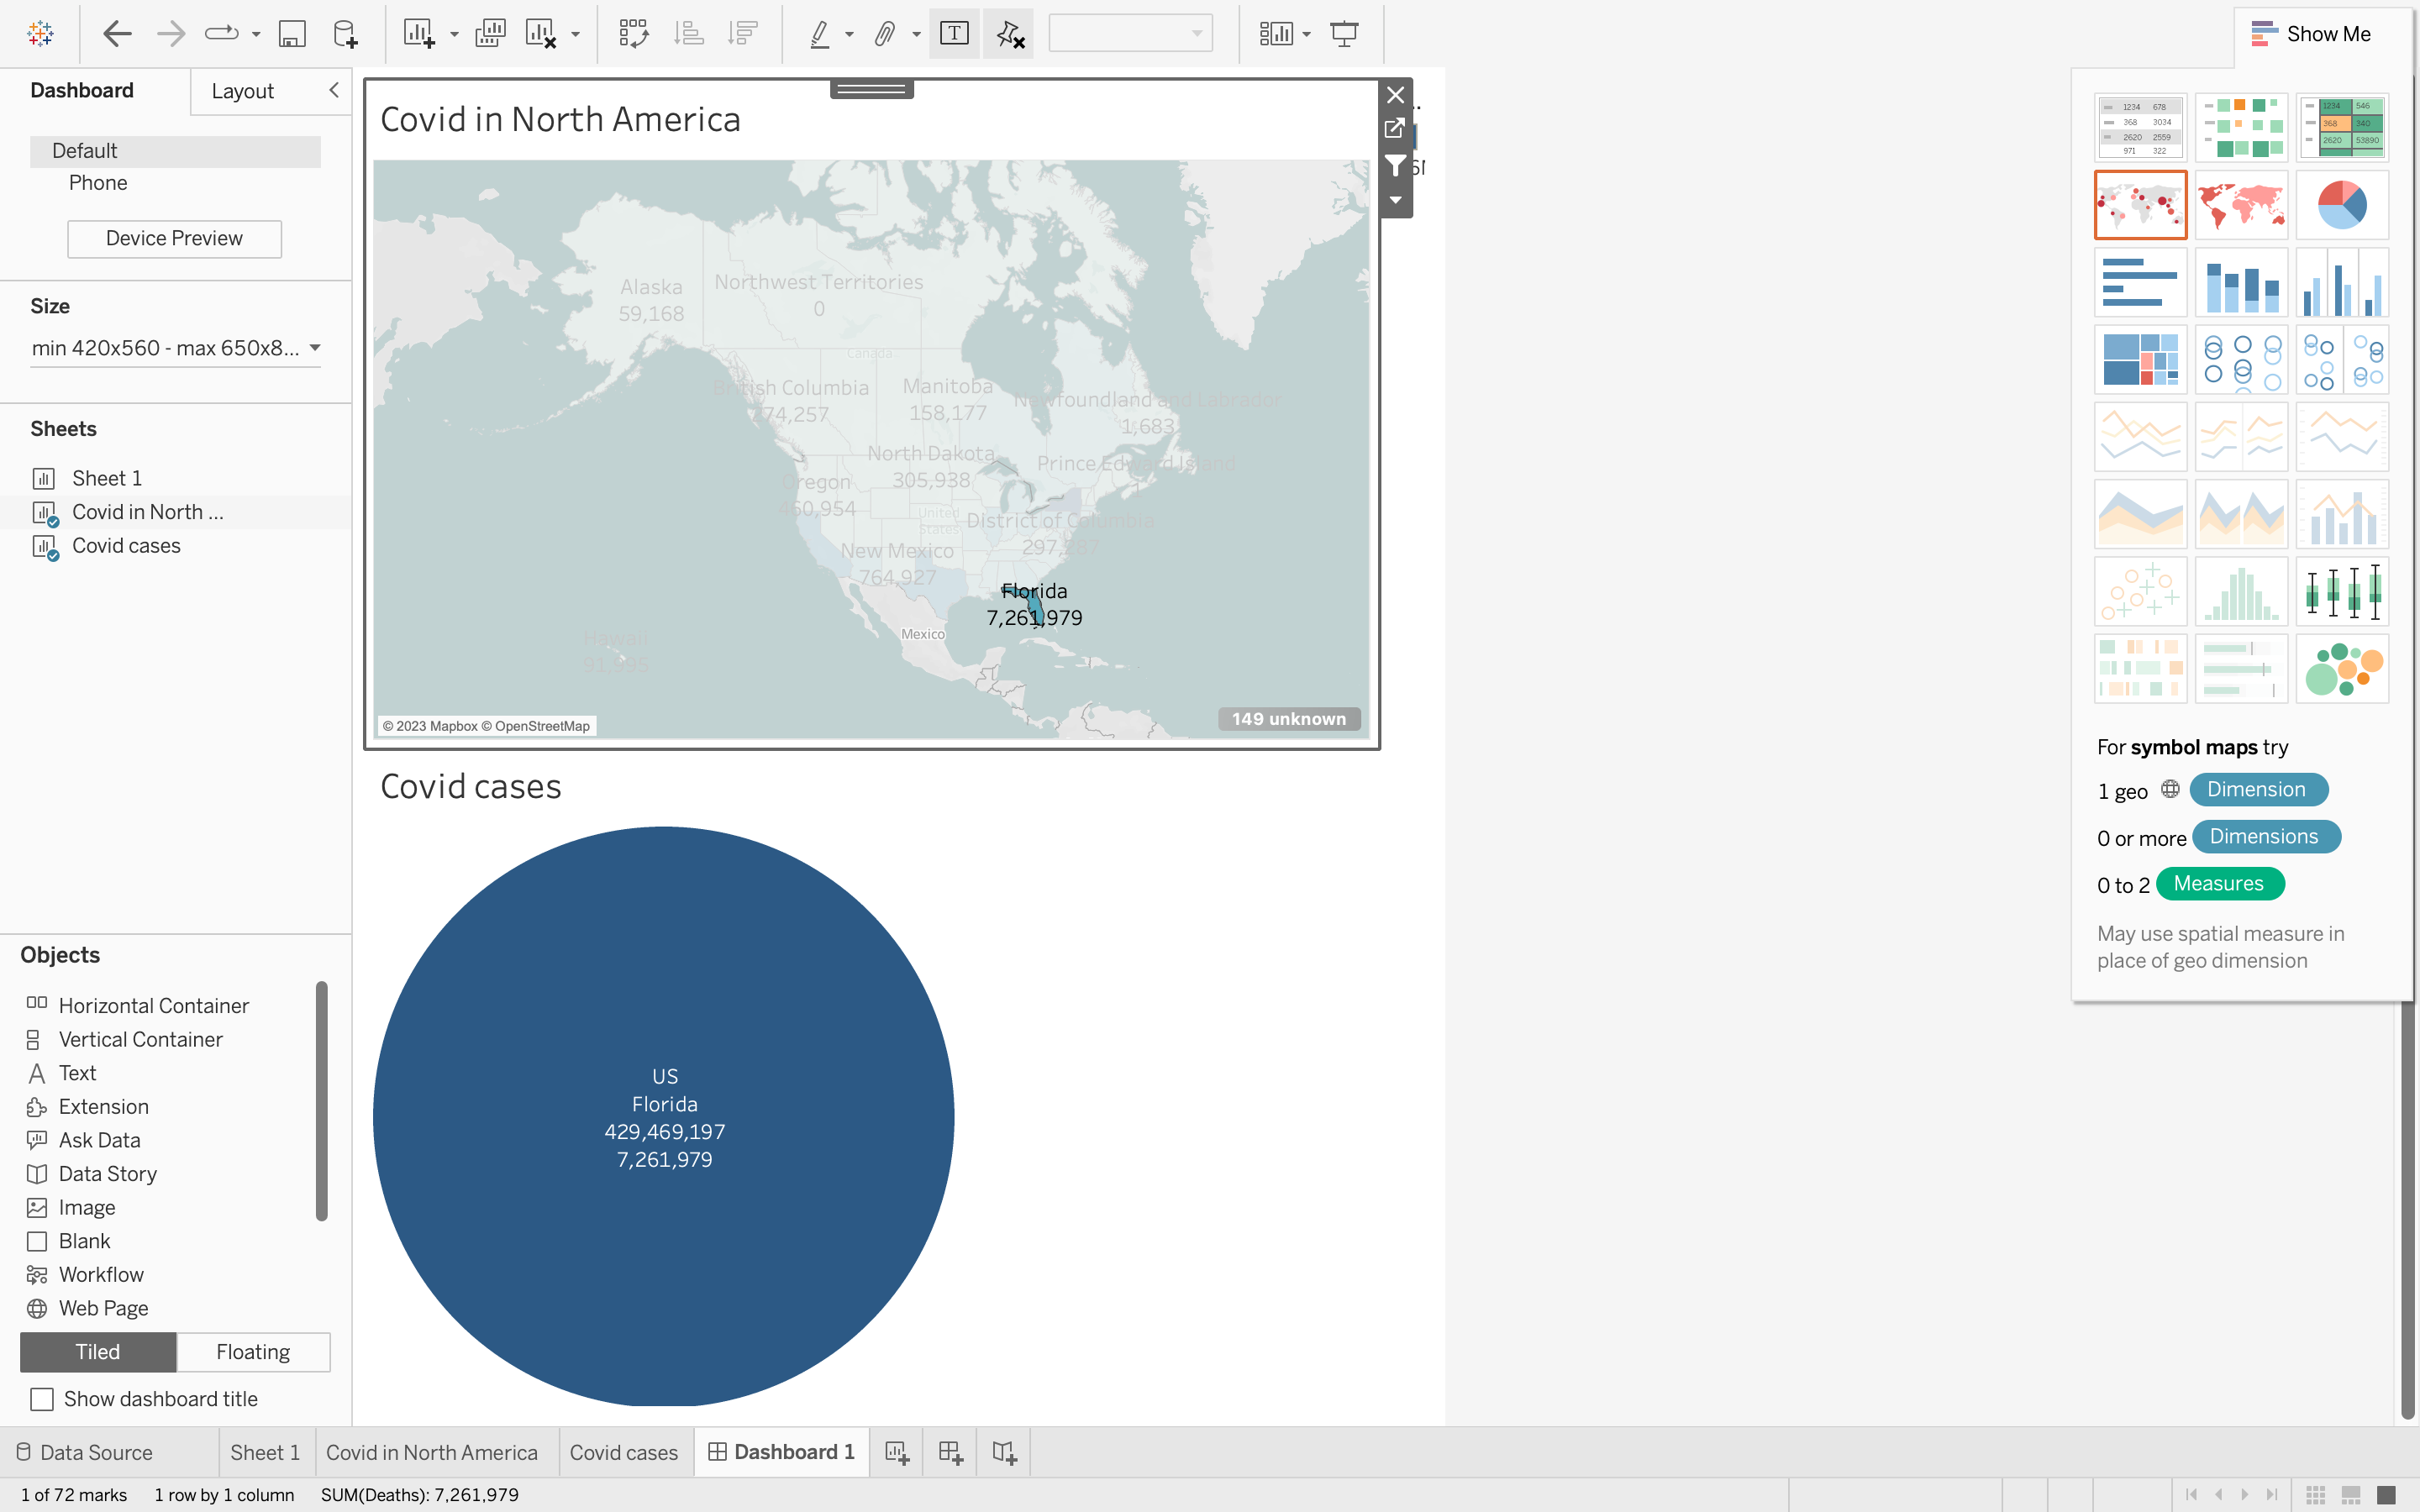 Show Me
Dashboard
Layout
Default
Phone
Device Preview
Size
min 420x560 - max 650x8...
Sheets
Sheet 1
Covid in North ...
Covid cases
Objects
Horizontal Container
Vertical Container
Text
Extension
Ask Data
Data Story
Image
Blank
Workflow
Web Page
Tiled
Floating
Show dashboard title
Covid in North America
Alaska
59,168
Northwest Territories
0
Canada
British Columbia
Manitoba
158,177
Newfoundland and Labrador
1,683
North Dakota
305,938
Prince Edward Island
Oregon
460,954
United
States
District of Columbia
New Mexico
764,927
Florida
7,261,979
Hawaii
Mexico
© 2023 Mapbox © OpenStreetMap
149 unknown
Covid cases
US
Florida
429,469,197
7,261,979
1234 678
368 3034
2620 2559
971 322
1234 546
368 340
2620 53890
For symbol maps try
1 geo Dimension
0 or more Dimensions
0 to 2 Measures
May use spatial measure in
place of geo dimension
Data Source
Sheet 1
Covid in North America
Covid cases
Dashboard 1
1 of 72 marks
1 row by 1 column
SUM(Deaths): 7,261,979